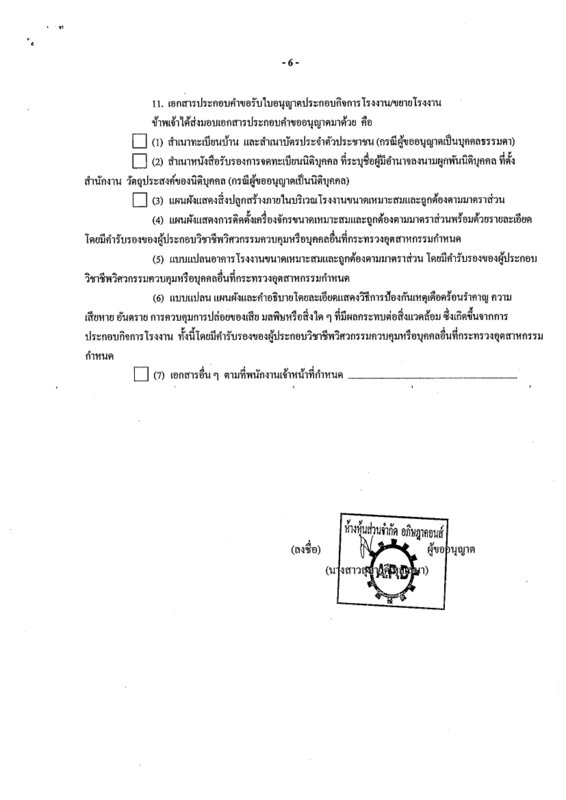 - 6 -
11. เอกสารประกอบคำขอรับใบอนุญาตประกอบกิจการโรงงาน/ขยายโรงงาน
ข้าพเจ้าได้ส่งมอบเอกสารประกอบคำขออนุญาตมาด้วย คือ
(1) สำเนาทะเบียนบ้าน และสำเนาบัตรประจำตัวประชาชน (กรณีผู้ขออนุญาตเป็นบุคคลธรรมดา)
(2) สำเนาหนังสือรับรองการจดทะเบียนนิติบุคคล ที่ระบุชื่อผู้มีอำนาจลงนามผูกพันนิติบุคคล ที่ตั้ง
สำนักงาน วัตถุประสงค์ของนิติบุคคล (กรณีผู้ขออนุญาตเป็นนิติบุคคล)
(3) แผนผังแสดงสิ่งปลูกสร้างภายในบริเวณโรงงานขนาดเหมาะสมและถูกต้องตามมาตราส่วน
(4) แผนผังแสดงการติดตั้งเครื่องจักรขนาดเหมาะสมและถูกต้องตามมาตราส่วนพร้อมด้วยรายละเอียด
โดยมีคำรับรองของผู้ประกอบวิชาชีพวิศวกรรมควบคุมหรือบุคคลอื่นที่กระทรวงอุตสาหกรรมกำหนด
(5) แบบแปลนอาคารโรงงานขนาดเหมาะสมและถูกต้องตามมาตราส่วน โดยมีคำรับรองของผู้ประกอบ
วิชาชีพวิศวกรรมควบคุมหรือบุคคลอื่นที่กระทรวงอุตสาหกรรมกำหนด
(6) แบบแปลน แผนผังและคำอธิบายโดยละเอียดแสดงวิธีการป้องกันเหตุเดือดร้อนรำคาญ ความ
เสียหาย อันตราย การควบคุมการปล่อยของเสีย มลพิษหรือสิ่งใด ๆ ที่มีผลกระทบต่อสิ่งแวดล้อม ซึ่งเกิดขึ้นจากการ
ประกอบกิจการโรงงาน ทั้งนี้โดยมีคำรับรองของผู้ประกอบวิชาชีพวิศวกรรมควบคุมหรือบุคคลอื่นที่กระทรวงอุตสาหกรรม
กำหนด
(7) เอกสารอื่น ๆ ตามที่พนักงานเจ้าหน้าที่กำหนด
ห้างหุ้นส่วนจำกัด อภิษฎาคอนส์
(ลงชื่อ) ผู้ขออนุญาต
A.P.D